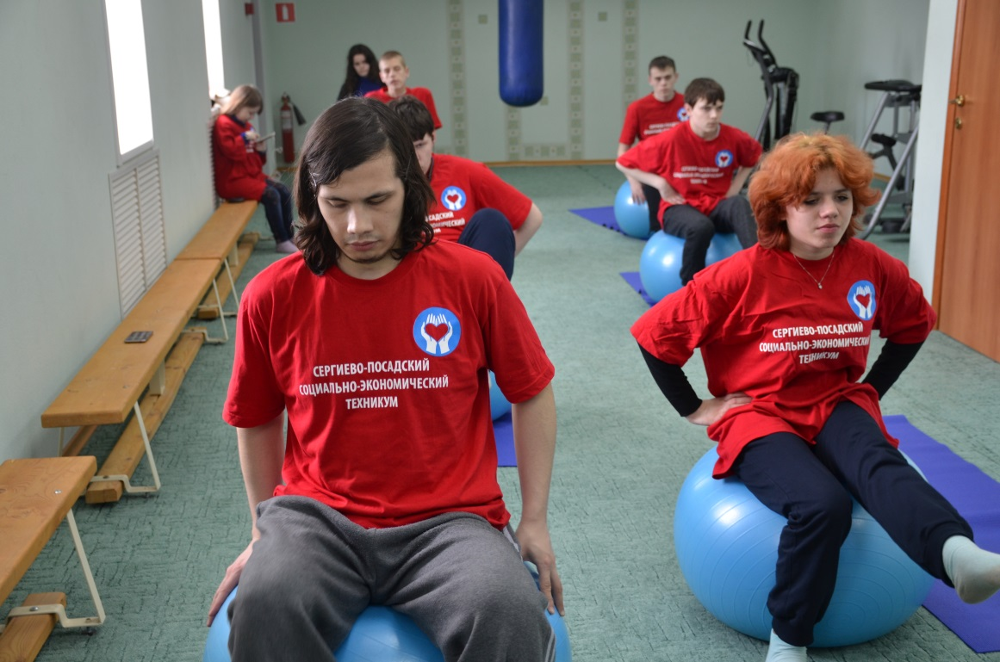 СЕРГИЕВО-ПОСАДСКИЙ
СОЦИАЛЬНО-ЭКОНОМИЧЕСКИЙ
ТЕХНИКУМ
СЕРГИЕВО-ПОСАДСКИЙ
СОЦИАЛЬНО-ЭКОНОМИЧЕСКИЙ
ТЕХНИКУМ